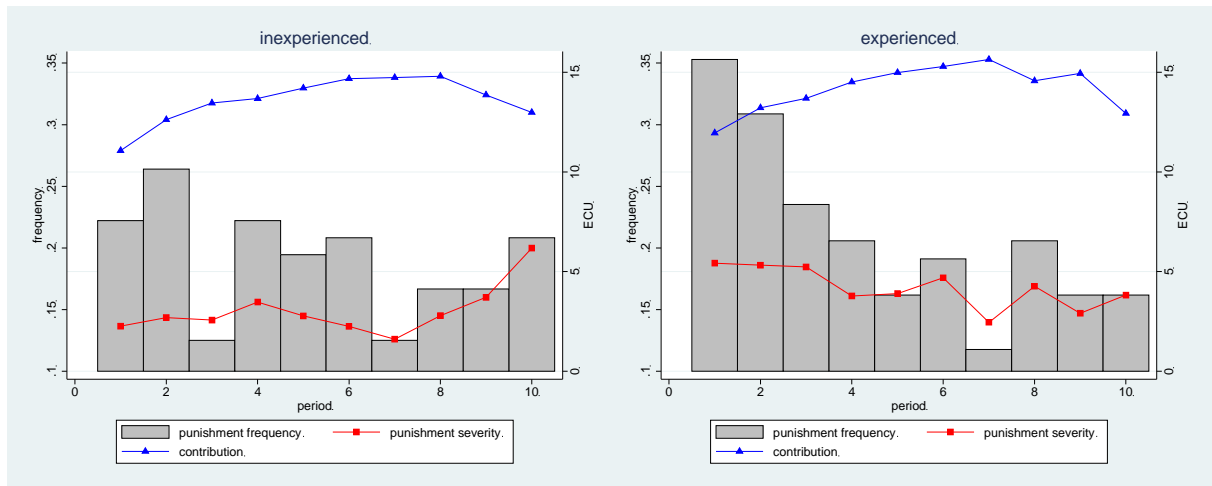 inexperienced.
.35.
.3.
.25.
.2.
.15.
.1.
frequency.
15.
10.
5.
0.
ECU.
0 2 4 6 8 10.
period.
punishment frequency. punishment severity.
contribution.
experienced.
.35.
.3.
.25.
.2.
.15.
.1.
frequency.
15.
10.
5.
0.
ECU.
0 2 4 6 8 10.
period.
punishment frequency. punishment severity.
contribution.